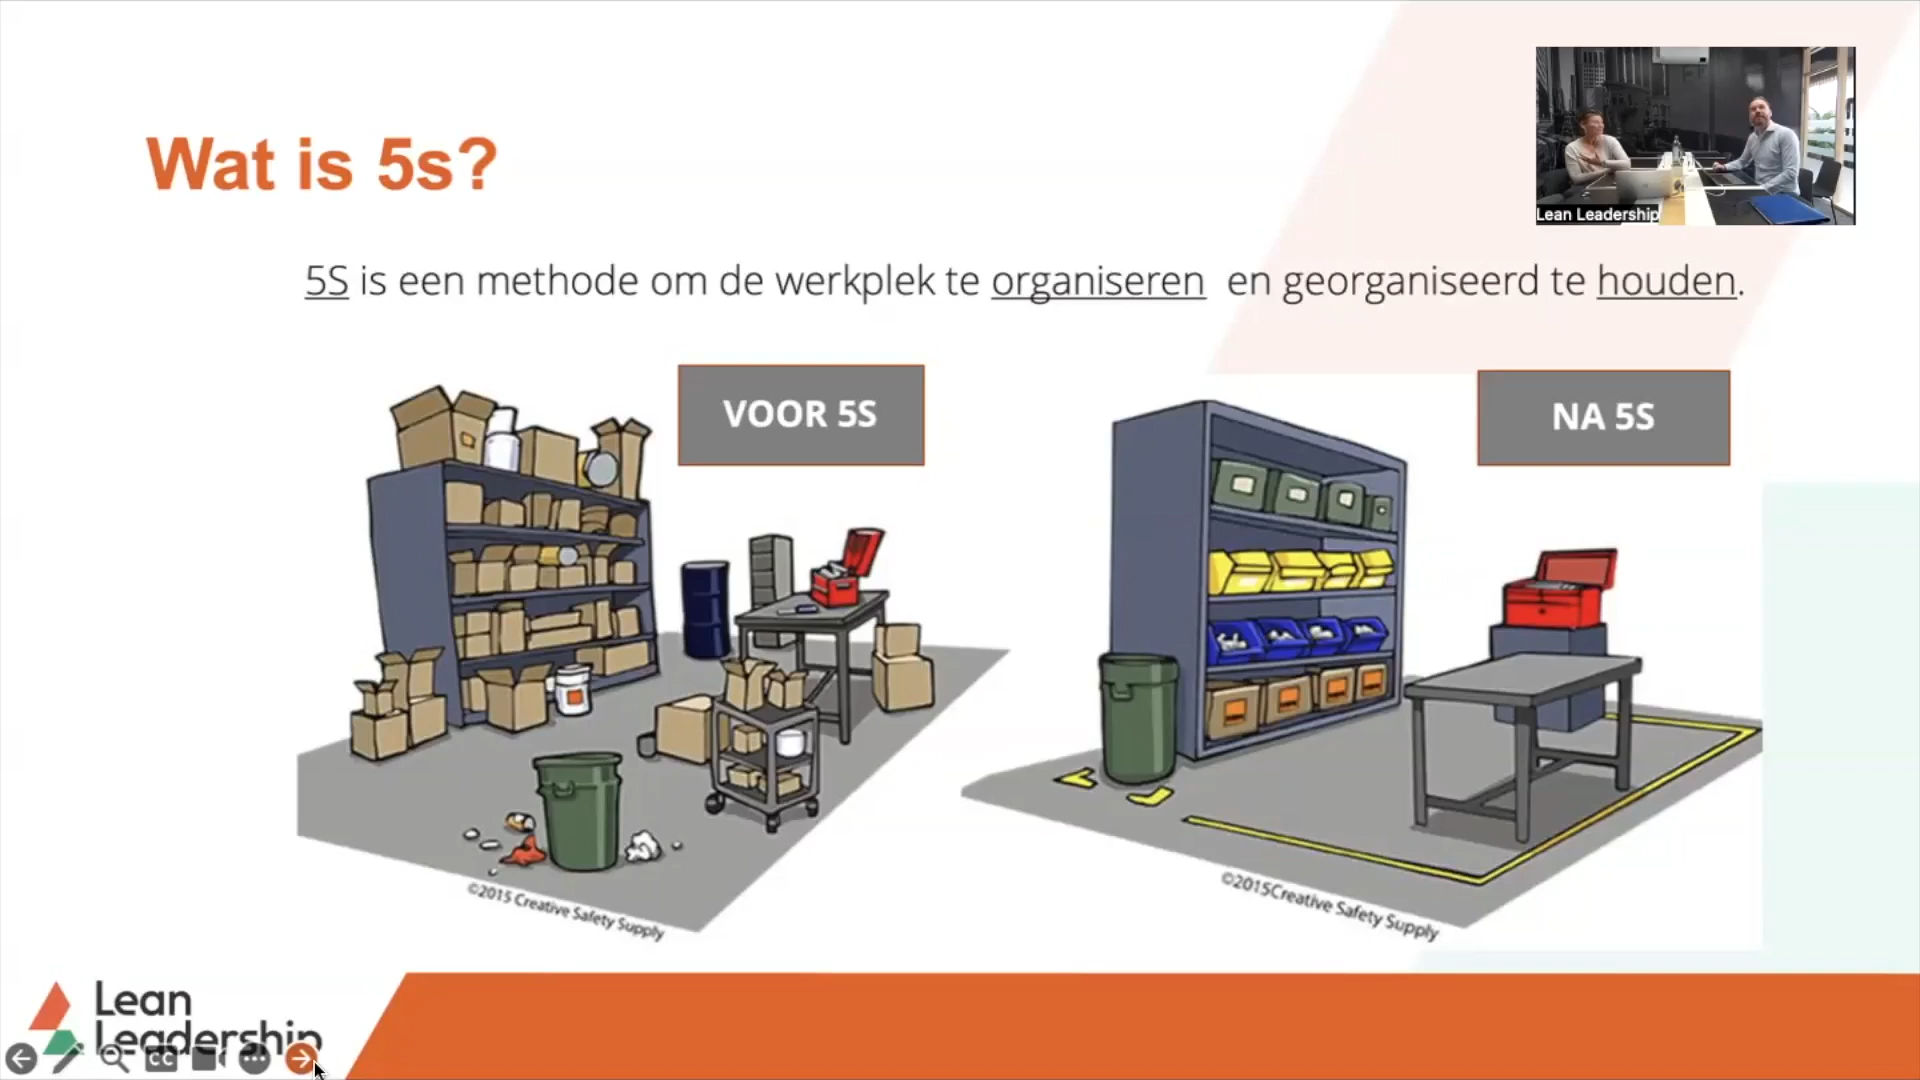 Wat is 5s?
Lean Leadership
5S is een methode om de werkplek te organiseren en georganiseerd te houden.
VOOR 5S
NA 5S
©2015 Creative Safety Supply
©2015Creative Safety Supply
Lean
Leadership
CC